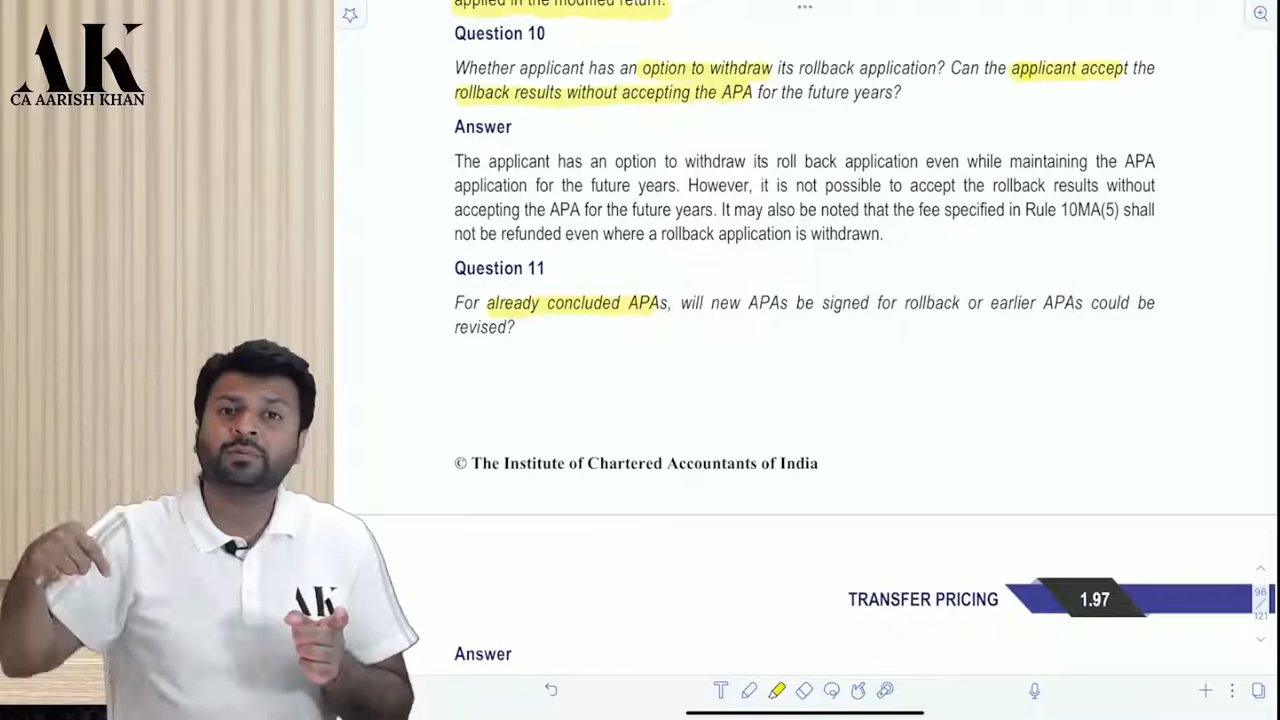 AK
CA AARISH KHAN
applied in the modified return.
Question 10
Whether applicant has an option to withdraw its rollback application? Can the applicant accept the
rollback results without accepting the APA for the future years?
Answer
The applicant has an option to withdraw its roll back application even while maintaining the APA
application for the future years. However, it is not possible to accept the rollback results without
accepting the APA for the future years. It may also be noted that the fee specified in Rule 10MA(5) shall
not be refunded even where a rollback application is withdrawn.
Question 11
For already concluded APAs, will new APAs be signed for rollback or earlier APAs could be
revised?
© The Institute of Chartered Accountants of India
AK
TRANSFER PRICING 1.97
96
121
Answer